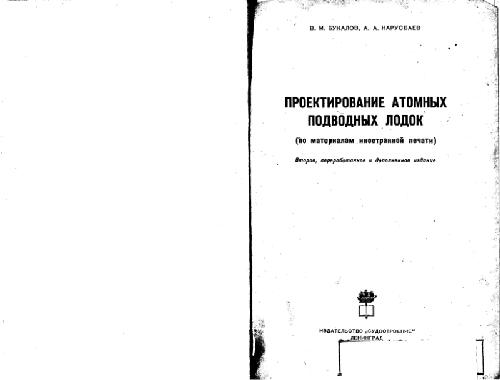 В. М. БУКАЛОВ, А. А. НАРУСБАЕВ
ПРОЕКТИРОВАНИЕ АТОМНЫХ
ПОДВОДНЫХ ЛОДОК
(по материалам иностранной печати)
Второе, переработанное и дополненное издание
ИЗДАТЕЛЬСТВО „СУДОСТРОЕНИЕ“
ЛЕНИНГРАД